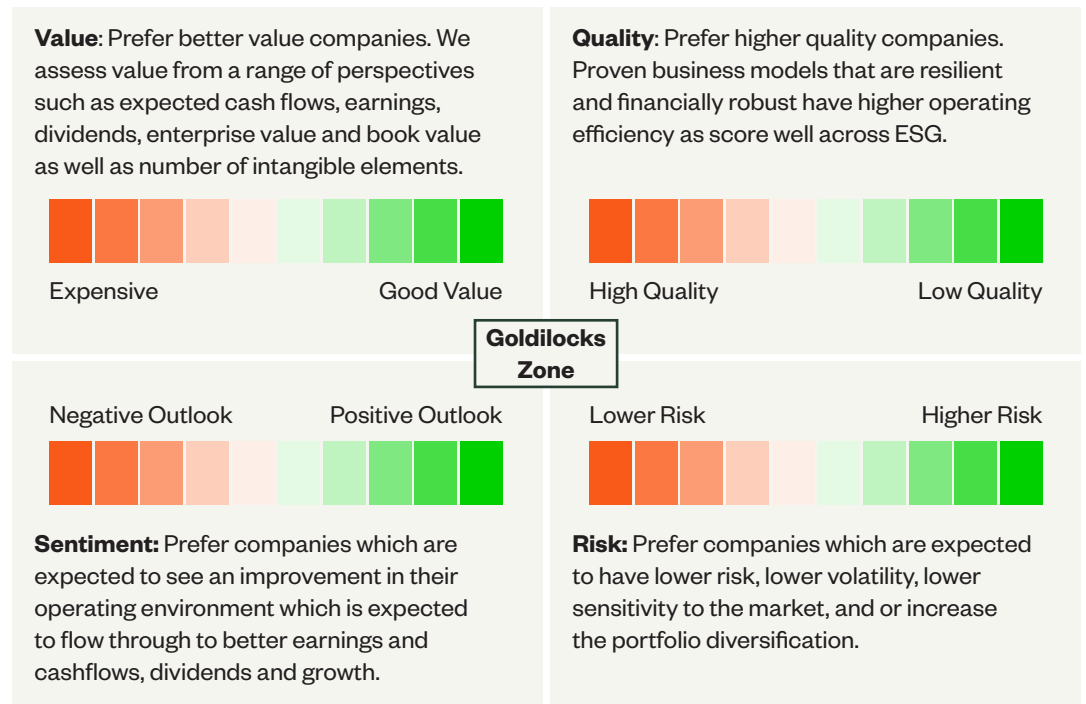 Value: Prefer better value companies. We
assess value from a range of perspectives
such as expected cash flows, earnings,
dividends, enterprise value and book value
as well as number of intangible elements.
Expensive
Good Value
Quality: Prefer higher quality companies.
Proven business models that are resilient
and financially robust have higher operating
efficiency as score well across ESG.
High Quality
Low Quality
Goldilocks
Zone
Negative Outlook
Positive Outlook
Sentiment: Prefer companies which are
expected to see an improvement in their
operating environment which is expected
to flow through to better earnings and
cashflows, dividends and growth.
Lower Risk
Higher Risk
Risk: Prefer companies which are expected
to have lower risk, lower volatility, lower
sensitivity to the market, and or increase
the portfolio diversification.